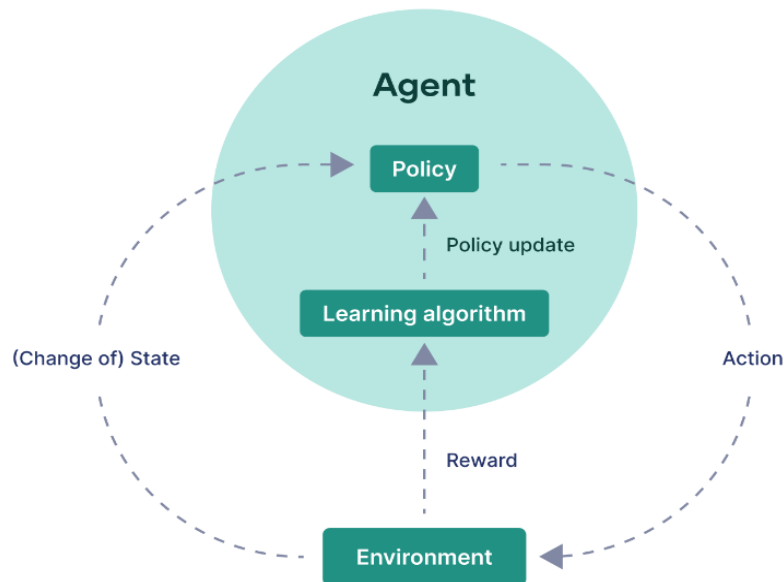 Agent
Policy
Policy update
Learning algorithm
(Change of) State
Action
Reward
Environment